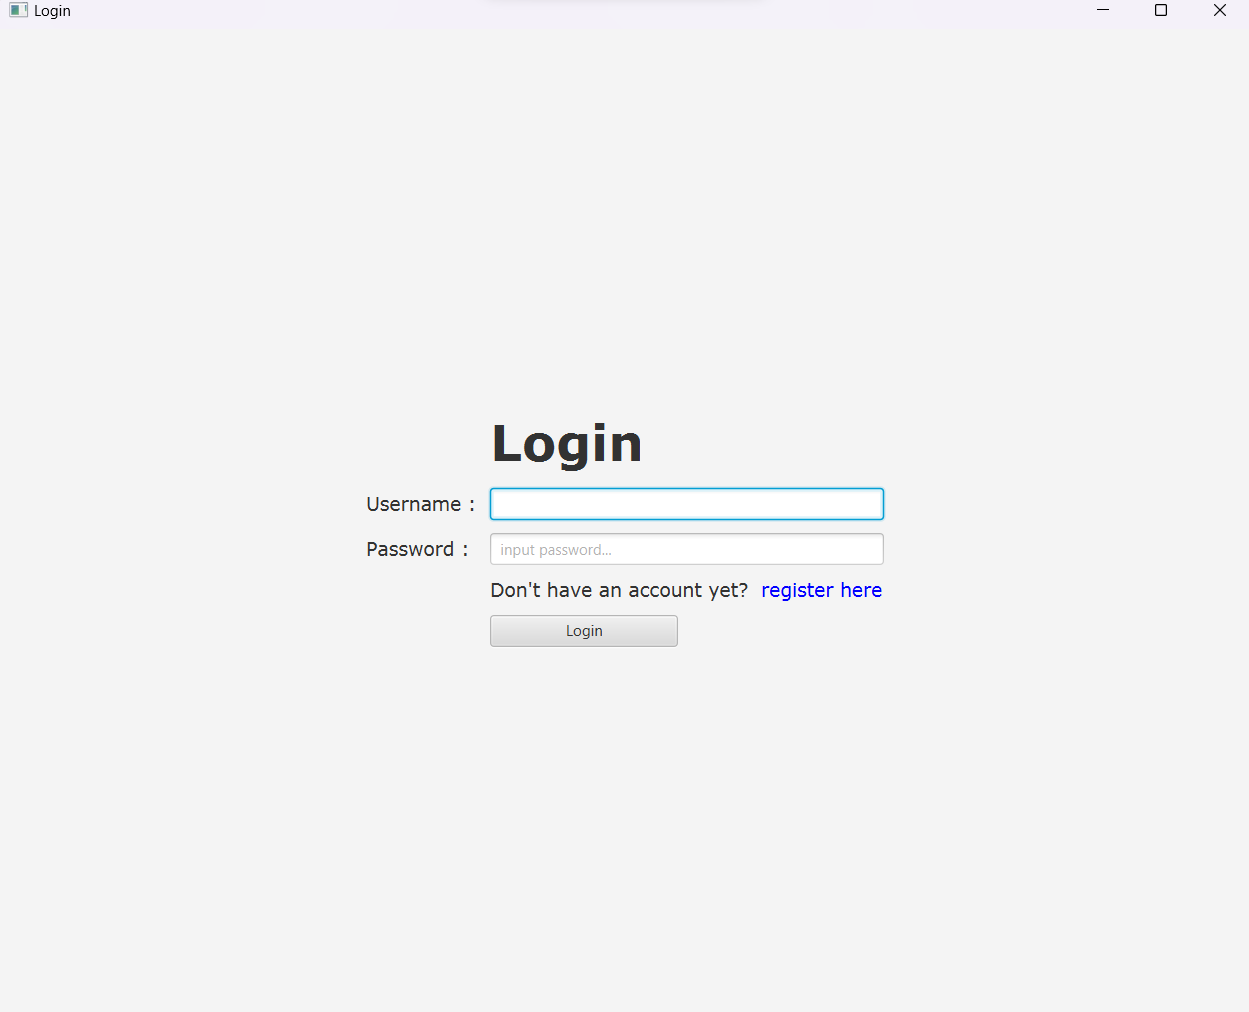 Login
Login
Username :
Password : input password...
Don't have an account yet? register here
Login